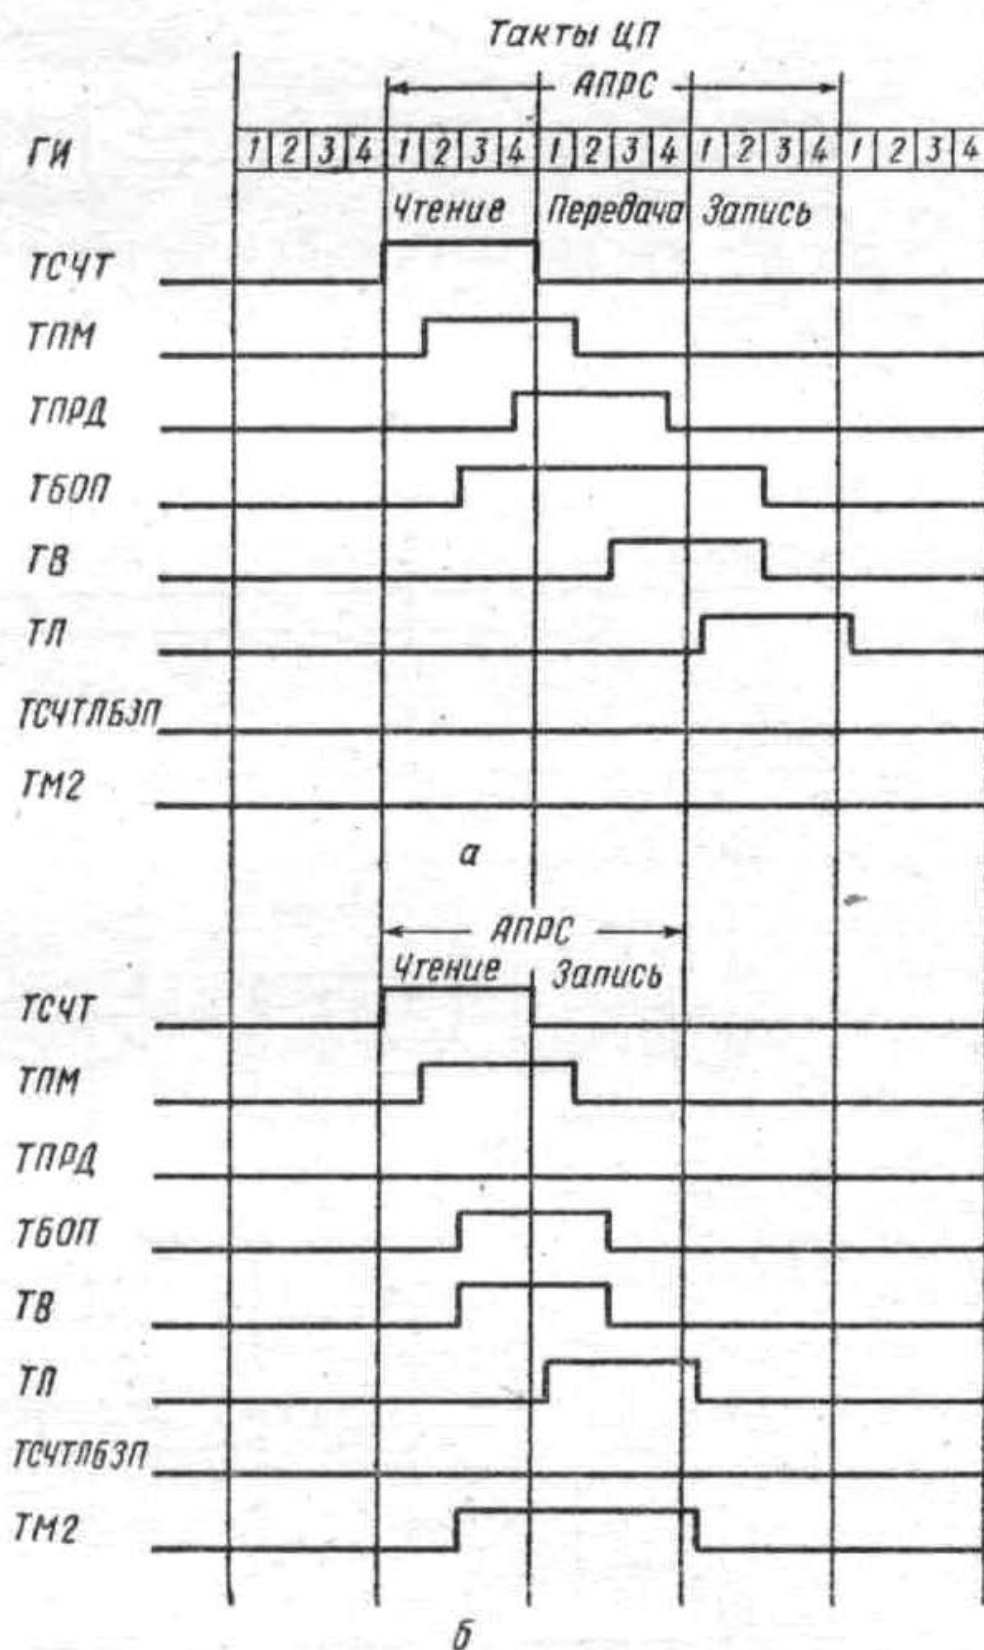 Такты ЦП
АПРС
ГИ 1 2 3 4 1 2 3 4 1 2 3 4 1 2 3 4 1 2 3 4
Чтение Передача Запись
ТСЧТ
ТПМ
ТПРД
ТБОП
ТВ
ТП
ТСЧТЛБЗП
ТМ2
а
АПРС
Чтение Запись
ТСЧТ
ТПМ
ТПРД
ТБОП
ТВ
ТП
ТСЧТЛБЗП
ТМ2
б